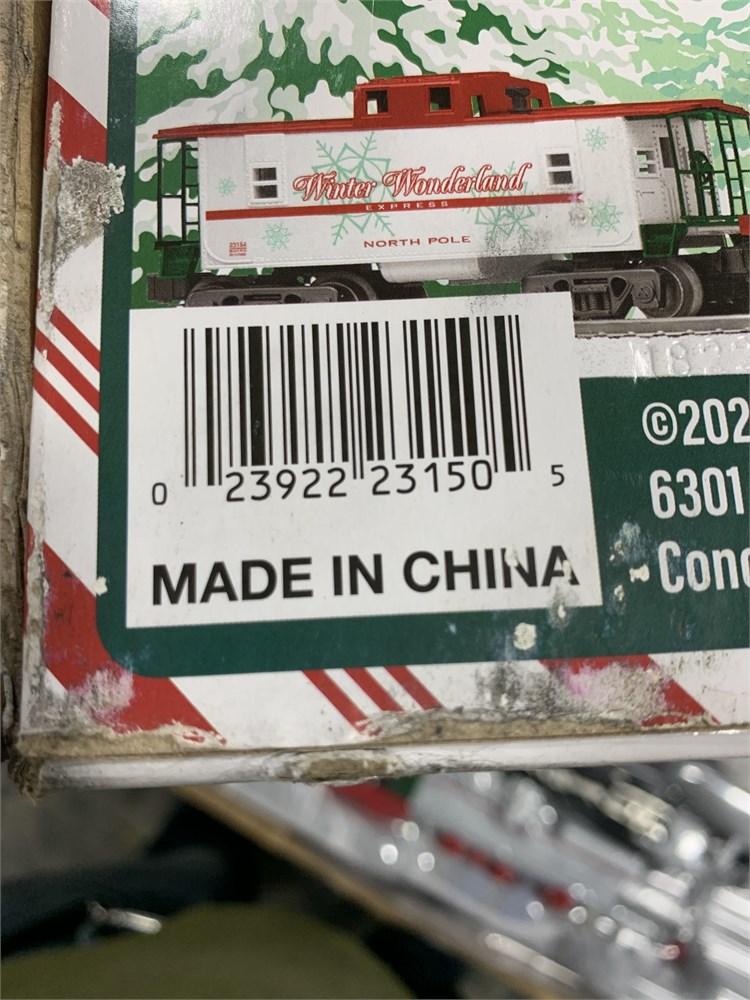 Winter Wonderland
EXPRESS
NORTH POLE
0 23922 23150 5
MADE IN CHINA
©202
6301
Conc